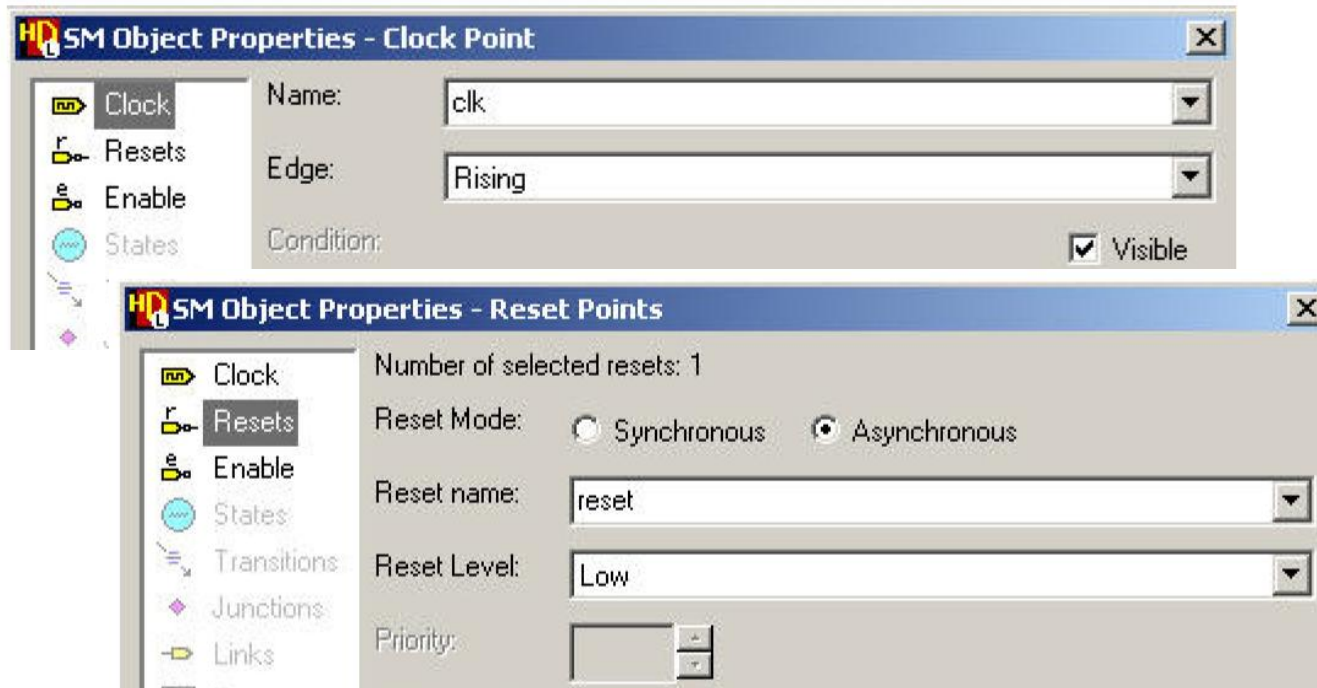 SM Object Properties - Clock Point
Clock
Name:
clk
Resets
Edge:
Rising
Enable
States
Condition:
Visible
SM Object Properties - Reset Points
Number of selected resets: 1
Clock
Resets
Reset Mode:
Synchronous
Asynchronous
Enable
Reset name:
reset
States
Transitions
Reset Level:
Low
Junctions
Links
Priority: